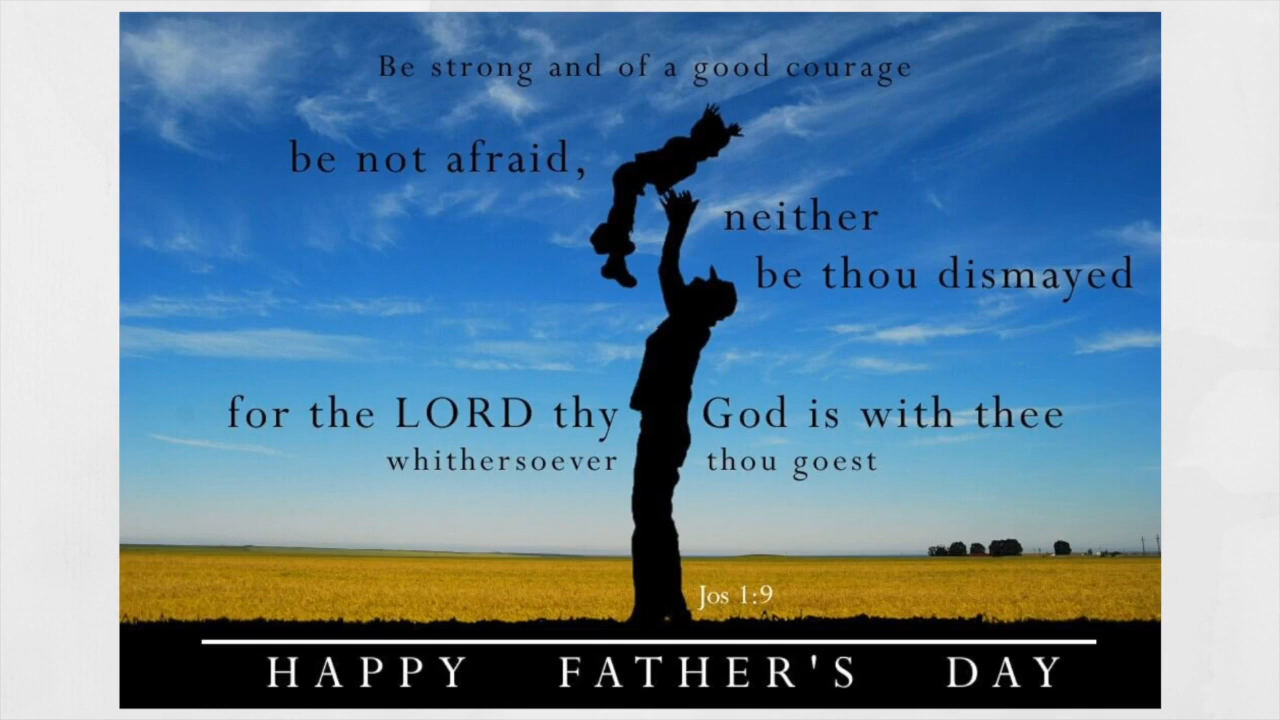 Be strong and of a good courage
be not afraid,
neither
be thou dismayed
for the LORD thy God is with thee
whithersoever thou goest
Jos 1:9
HAPPY FATHER'S DAY